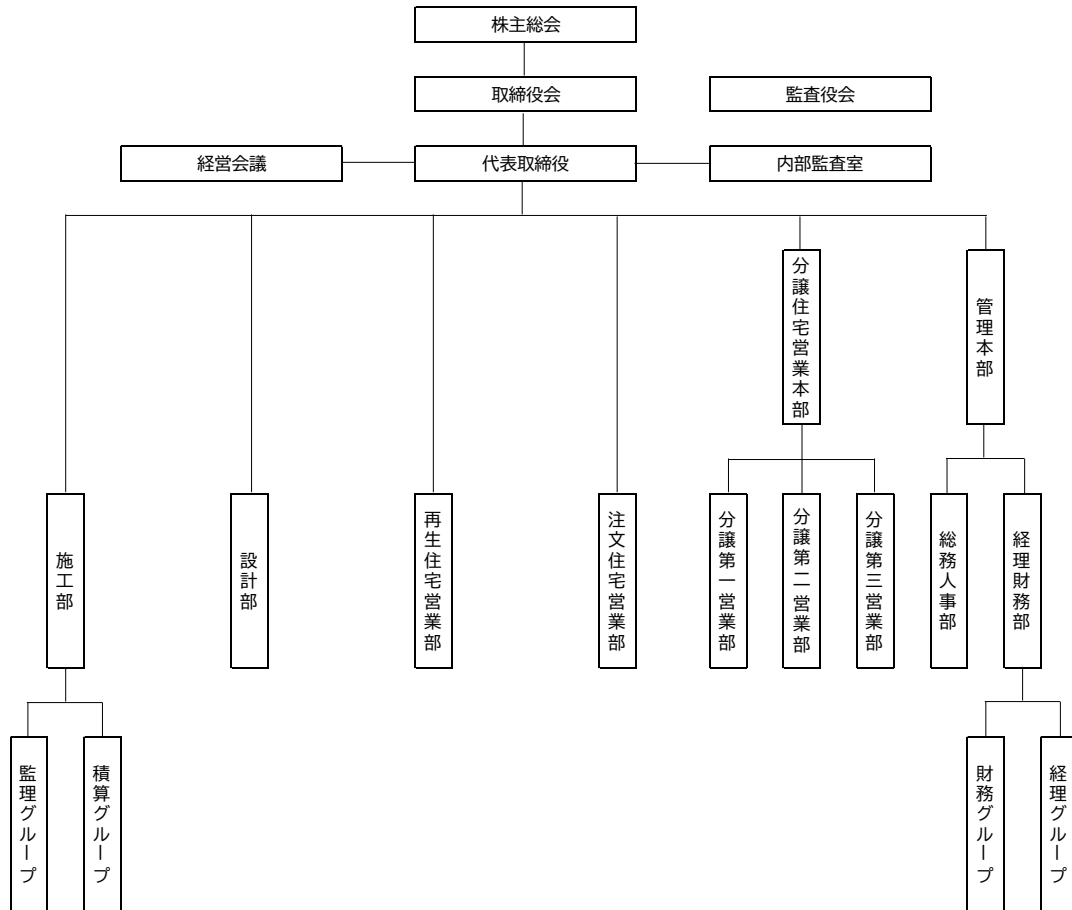 株主総会
取締役会
監査役会
経営会議
代表取締役
内部監査室
分譲住宅営業本部
管理本部
施工部
設計部
再生住宅営業部
注文住宅営業部
分譲第一営業部
分譲第二営業部
分譲第三営業部
総務人事部
経理財務部
監理グループ
積算グループ
財務グループ
経理グループ